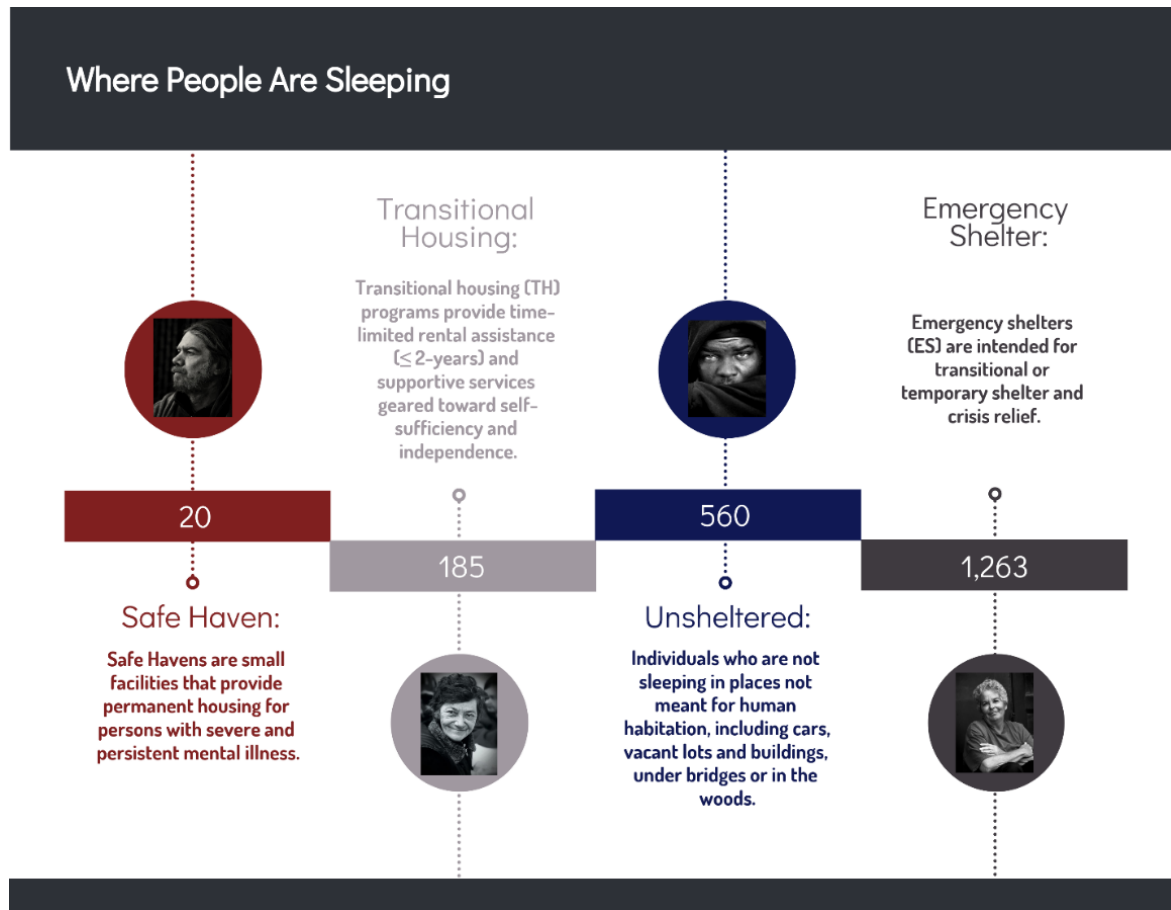 Where People Are Sleeping
20
Safe Haven:
Safe Havens are small
facilities that provide
permanent housing for
persons with severe and
persistent mental illness.
Transitional
Housing:
Transitional housing (TH)
programs provide time-
limited rental assistance
(≤ 2-years) and
supportive services
geared toward self-
sufficiency and
independence.
185
560
Unsheltered:
Individuals who are not
sleeping in places not
meant for human
habitation, including cars,
vacant lots and buildings,
under bridges or in the
woods.
Emergency
Shelter:
Emergency shelters
(ES) are intended for
transitional or
temporary shelter and
crisis relief.
1,263